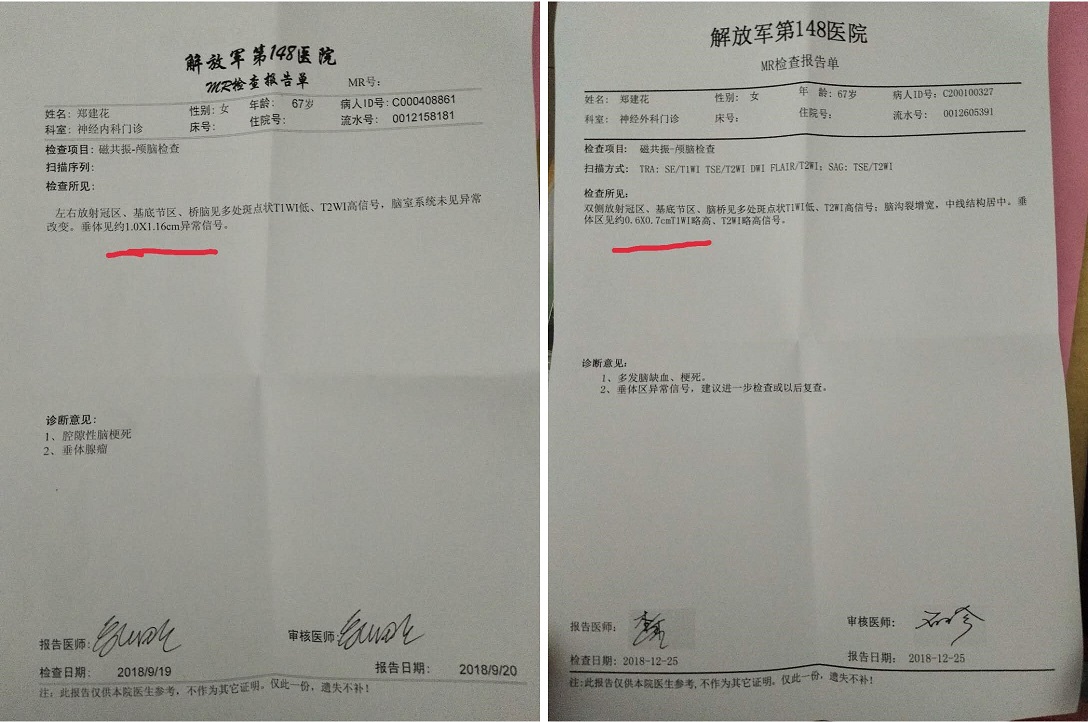 解放军第148医院
MR检查报告单
MR号:
姓名: 郑建花 性别: 女 年龄: 67岁 病人ID号: C000408861
科室: 神经内科门诊 床号: 住院号: 流水号: 0012158181
检查项目: 磁共振-颅脑检查
扫描序列:
检查所见:
左右放射冠区、基底节区、桥脑见多处斑点状T1WI低、T2WI高信号，脑室系统未见异常
改变。垂体见约1.0X1.16cm异常信号。
诊断意见:
1、腔隙性脑梗死
2、垂体腺瘤
报告医师: 审核医师:
检查日期: 2018/9/19 报告日期: 2018/9/20
注: 此报告仅供本院医生参考，不作为其它证明。仅此一份，遗失不补!
解放军第148医院
MR检查报告单
姓名: 郑建花 性别: 女 年 龄: 67岁 病人ID号: C200100327
科室: 神经外科门诊 床号: 住院号: 流水号: 0012605391
检查项目: 磁共振-颅脑检查
扫描方式: TRA: SE/T1WI TSE/T2WI DWI FLAIR/T2WI; SAG: TSE/T2WI
检查所见:
双侧放射冠区、基底节区、脑桥见多处斑点状T1WI低、T2WI高信号；脑沟裂增宽，中线结构居中。垂
体区见约0.6X0.7cmT1WI略高、T2WI略高信号。
诊断意见:
1、多发脑缺血、梗死。
2、垂体区异常信号，建议进一步检查或以后复查。
报告医师: 审核医师:
检查日期: 2018-12-25 报告日期: 2018-12-25
注:此报告仅供本院医生参考,不作为其它证明。仅此一份，遗失不补!